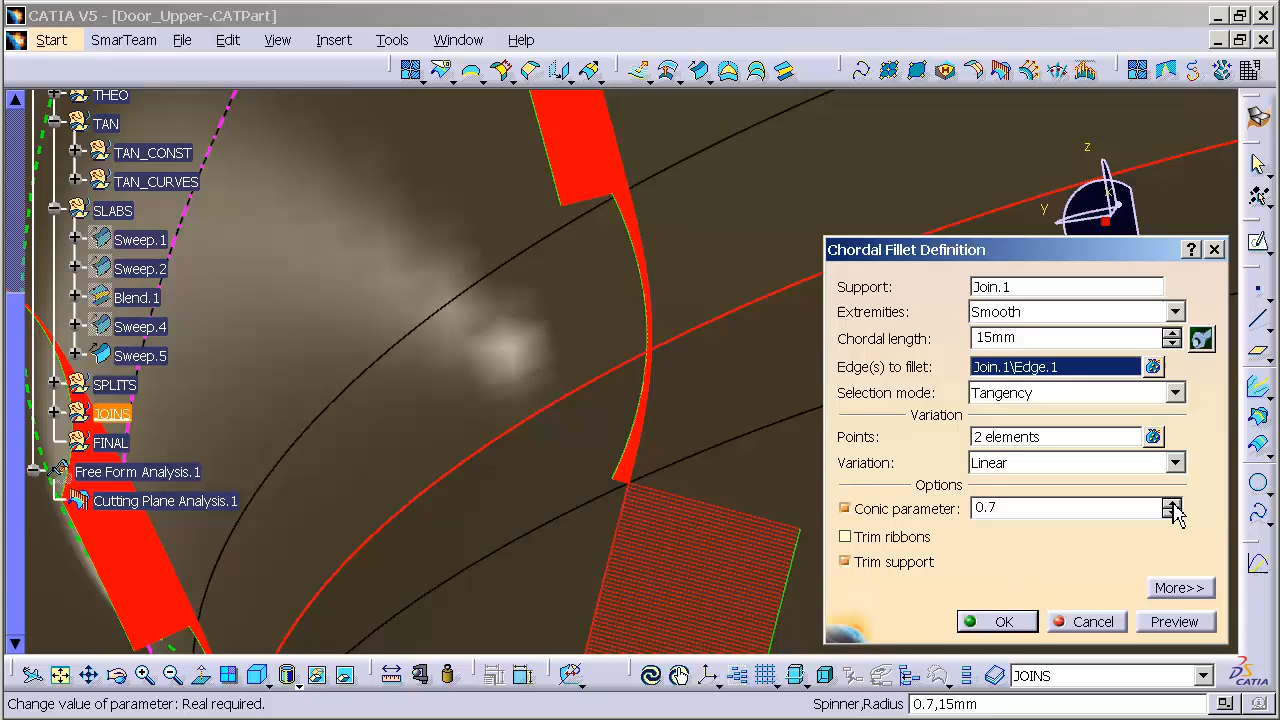 CATIA V5 - [Door_Upper-.CATPart]
Start SmarTeam File Edit View Insert Tools Window Help
THEO
TAN
TAN_CONST
TAN_CURVES
SLABS
Sweep.1
Sweep.2
Blend.1
Sweep.4
Sweep.5
SPLITS
JOINS
FINAL
Free Form Analysis.1
Cutting Plane Analysis.1
z
Y
x
Chordal Fillet Definition
Support: Join.1
Extremities: Smooth
Chordal length: 15mm
Edge(s) to fillet: Join.1\Edge.1
Selection mode: Tangency
Variation
Points: 2 elements
Variation: Linear
Options
Conic parameter: 0.7
Trim ribbons
Trim support
More>>
OK Cancel Preview
JOINS
CATIA
Change value of parameter: Real required. Spinner,Radius 0.7,15mm